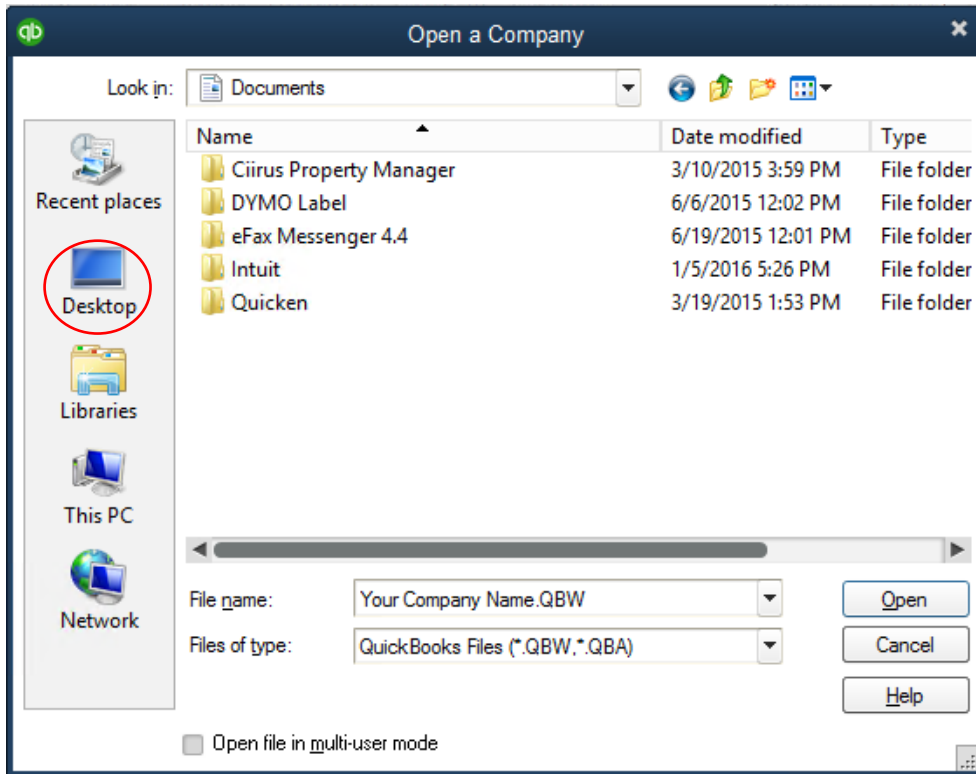 qb Open a Company
Look in: Documents
Name Date modified Type
Ciirus Property Manager 3/10/2015 3:59 PM File folder
DYMO Label 6/6/2015 12:02 PM File folder
eFax Messenger 4.4 6/19/2015 12:01 PM File folder
Intuit 1/5/2016 5:26 PM File folder
Quicken 3/19/2015 1:53 PM File folder
Recent places
Desktop
Libraries
This PC
Network
File name: Your Company Name.QBW Open
Files of type: QuickBooks Files (*.QBW,*.QBA) Cancel
Help
Open file in multi-user mode